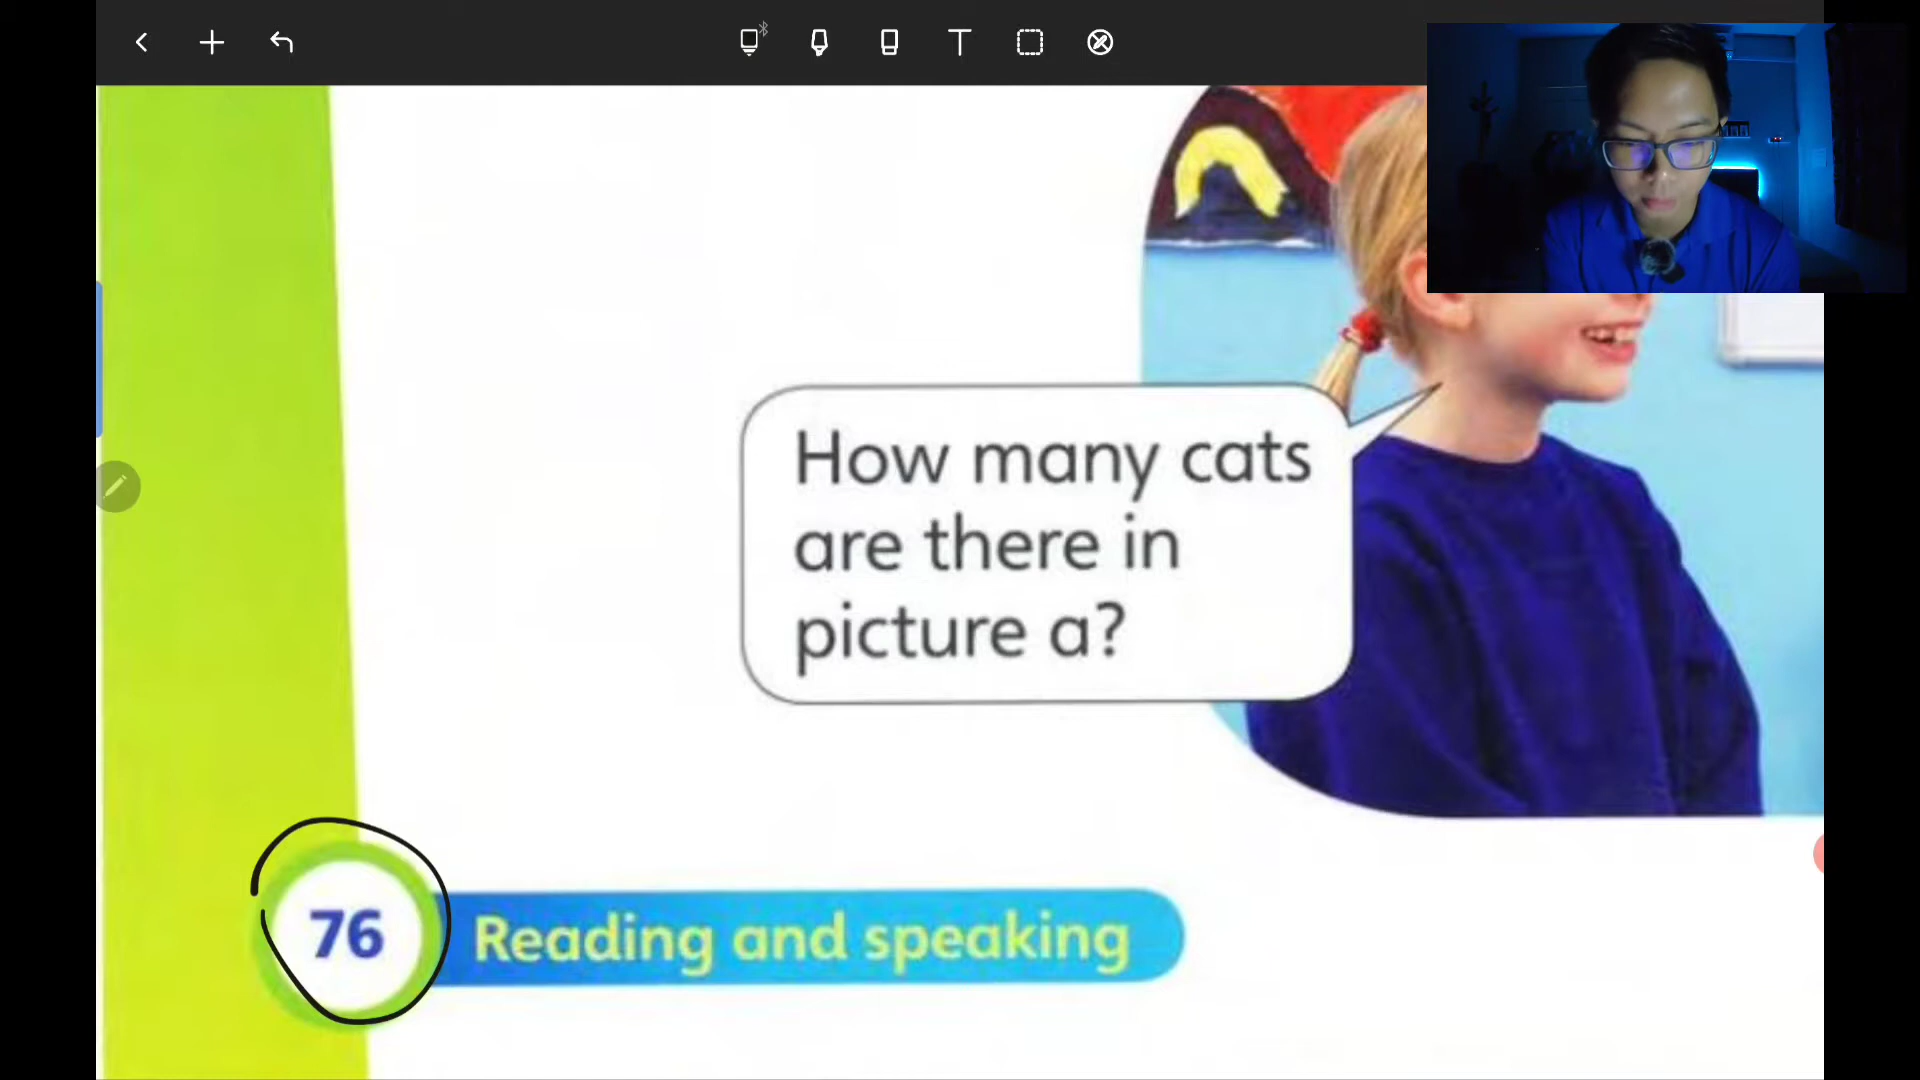 How many cats
are there in
picture a?
76
Reading and speaking